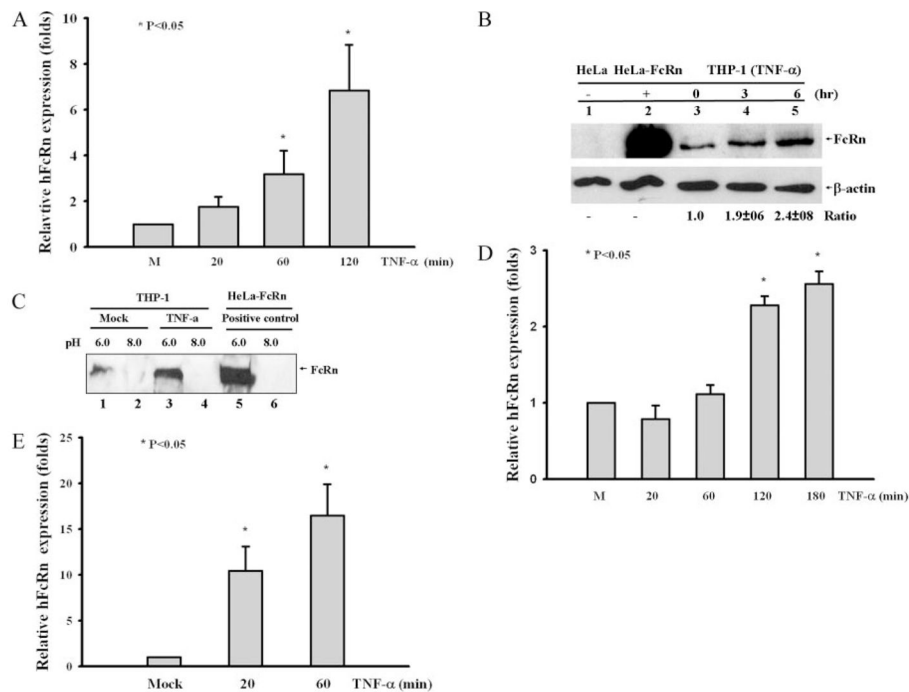 A
* P<0.05
Relavtive hFcRn expression (folds)
10
8
6
4
2
0
*
*
M 20 60 120 TNF-α (min)
B
HeLa HeLa-FcRn THP-1 (TNF-α)
- + 0 3 6 (hr)
1 2 3 4 5
FcRn
β-actin
- - 1.0 1.9±06 2.4±08 Ratio
C
THP-1 HeLa-FcRn
Mock TNF-a Positive control
pH 6.0 8.0 6.0 8.0 6.0 8.0
FcRn
1 2 3 4 5 6
D
* P<0.05
Relative hFcRn expression (folds)
3
2
1
0
*
*
M 20 60 120 180 TNF-α (min)
E
* P<0.05
Relative hFcRn expression (folds)
25
20
15
10
5
0
*
*
Mock 20 60 TNF-α (min)